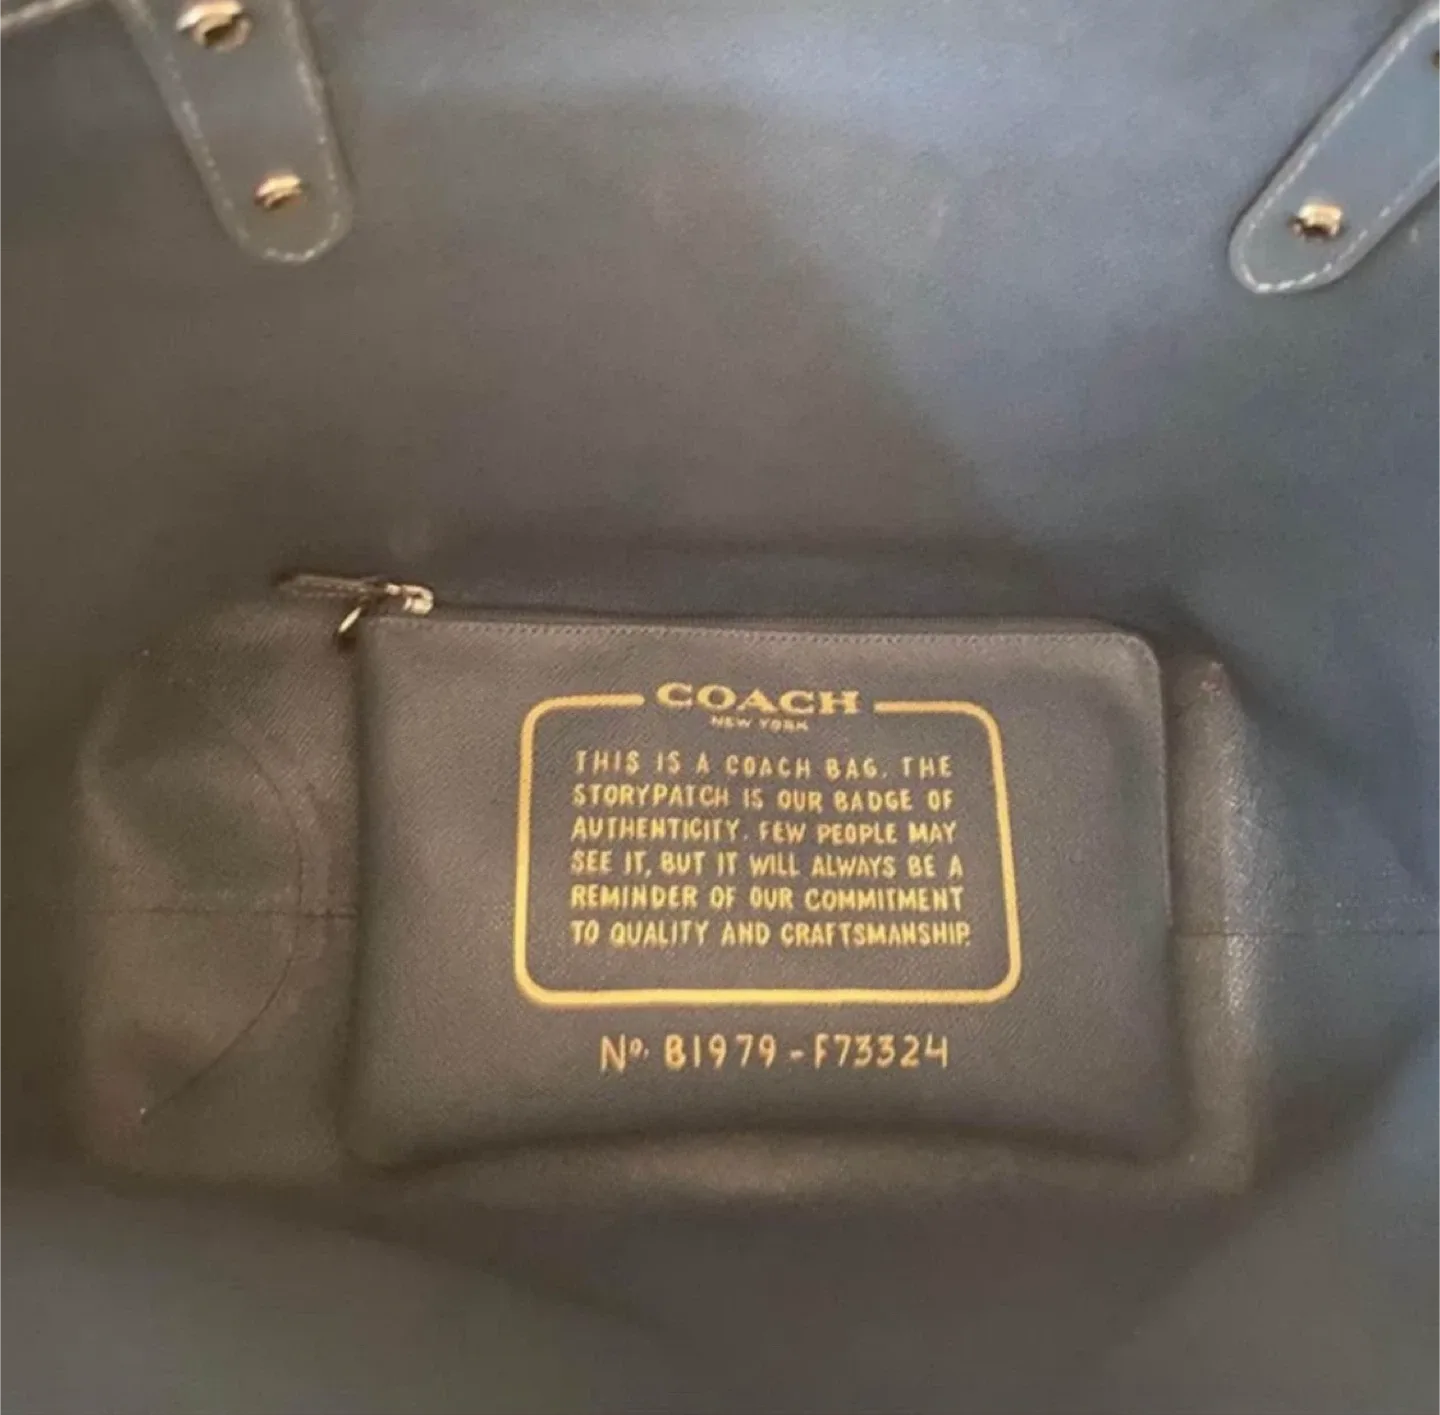 COACH
NEW YORK
THIS IS A COACH BAG. THE
STORYPATCH IS OUR BADGE OF
AUTHENTICITY. FEW PEOPLE MAY
SEE IT, BUT IT WILL ALWAYS BE A
REMINDER OF OUR COMMITMENT
TO QUALITY AND CRAFTSMANSHIP.
Nº. B1979-F73324